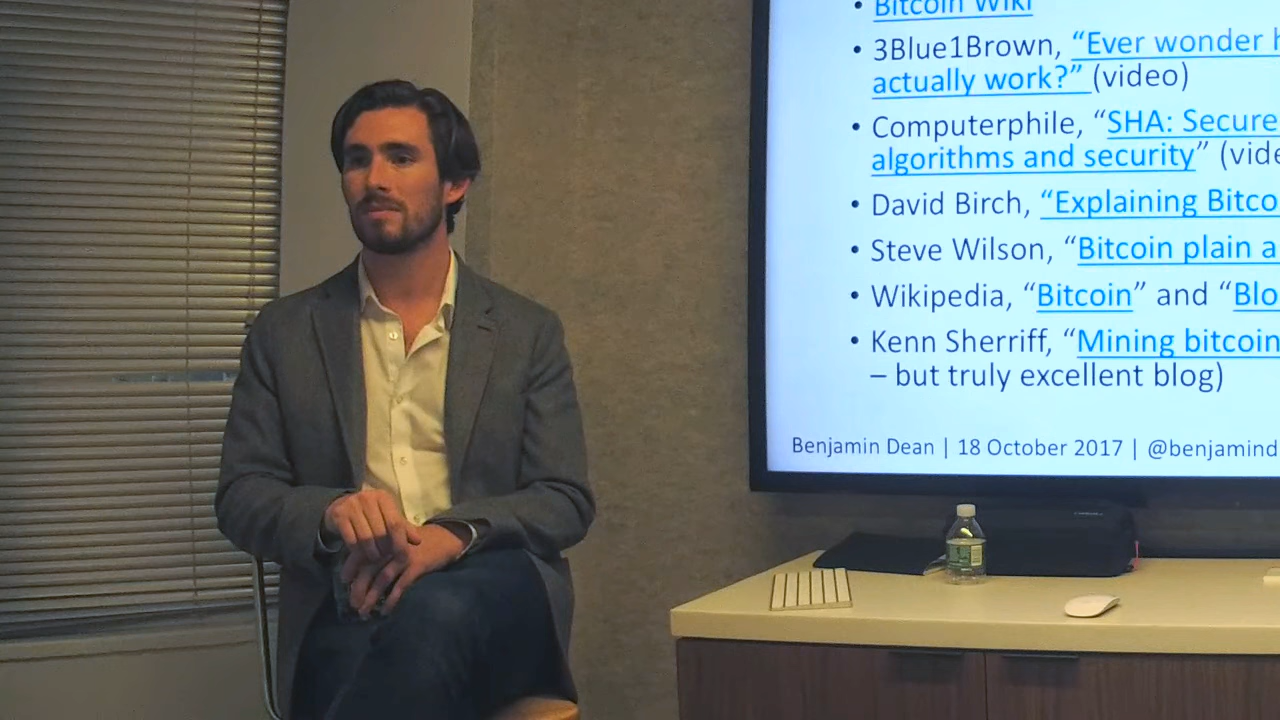 • Bitcoin Wiki
• 3Blue1Brown, “Ever wonder h
actually work?” (video)
• Computerphile, “SHA: Secure
algorithms and security” (vide
• David Birch, “Explaining Bitco
• Steve Wilson, “Bitcoin plain a
• Wikipedia, “Bitcoin” and “Blo
• Kenn Sherriff, “Mining bitcoin
– but truly excellent blog)
Benjamin Dean | 18 October 2017 | @benjamind